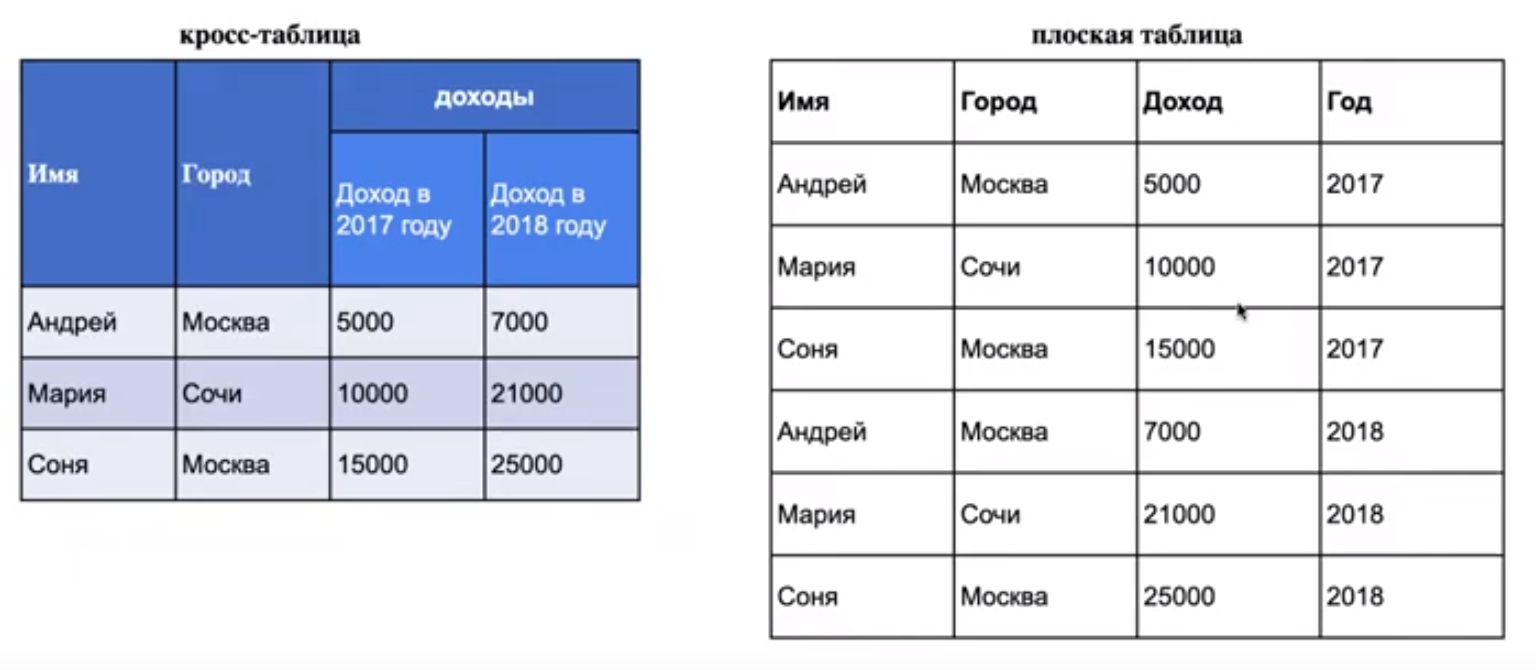 кросс-таблица
Имя Город доходы
Доход в 2017 году Доход в 2018 году
Андрей Москва 5000 7000
Мария Сочи 10000 21000
Соня Москва 15000 25000
плоская таблица
Имя Город Доход Год
Андрей Москва 5000 2017
Мария Сочи 10000 2017
Соня Москва 15000 2017
Андрей Москва 7000 2018
Мария Сочи 21000 2018
Соня Москва 25000 2018